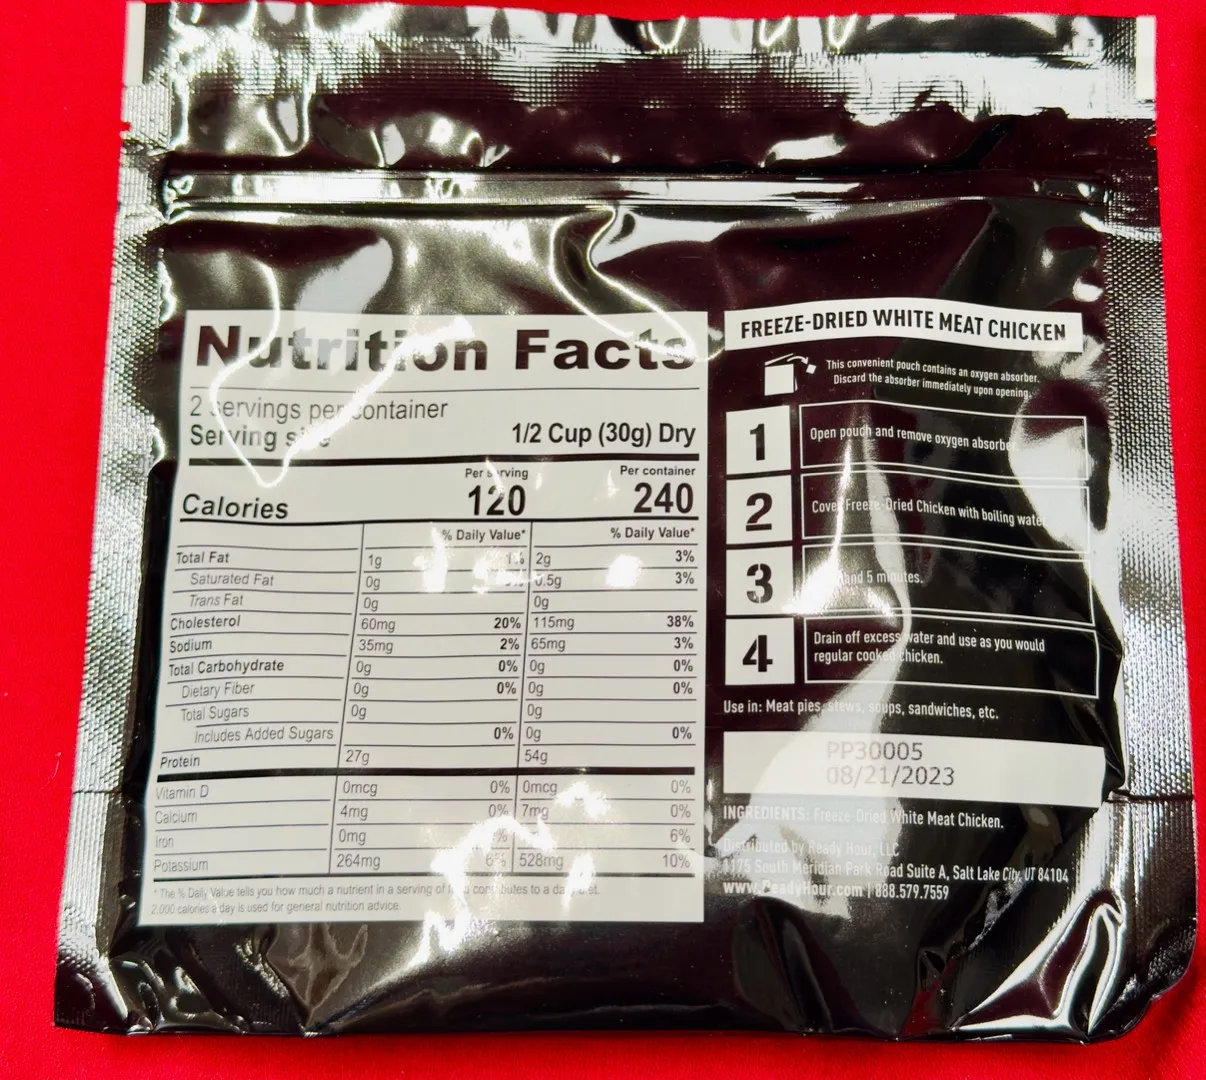 Nutrition Facts
2 servings per container
Serving size 1/2 Cup (30g) Dry
Per serving Per container
Calories 120 240
% Daily Value* % Daily Value*
Total Fat 1g 1% 2g 3%
Saturated Fat 0g 0.5g 3%
Trans Fat 0g 0g
Cholesterol 60mg 20% 115mg 38%
Sodium 35mg 2% 65mg 3%
Total Carbohydrate 0g 0% 0g 0%
Dietary Fiber 0g 0% 0g 0%
Total Sugars 0g 0g
Includes Added Sugars 0% 0g 0%
Protein 27g 54g
Vitamin D 0mcg 0% 0mcg 0%
Calcium 4mg 0% 7mg 0%
Iron 0mg % 6%
Potassium 264mg 6% 528mg 10%
* The % Daily Value tells you how much a nutrient in a serving of food contributes to a daily diet.
2,000 calories a day is used for general nutrition advice.
FREEZE-DRIED WHITE MEAT CHICKEN
This convenient pouch contains an oxygen absorber.
Discard the absorber immediately upon opening.
1 Open pouch and remove oxygen absorber
2 Cover Freeze-Dried Chicken with boiling water
3 Stand 5 minutes.
4 Drain off excess water and use as you would
regular cooked chicken.
Use in: Meat pies, stews, soups, sandwiches, etc.
PP30005
08/21/2023
INGREDIENTS: Freeze-Dried White Meat Chicken.
Distributed by Ready Hour, LLC
1175 South Meridian Park Road Suite A, Salt Lake City, UT 84104
www.ReadyHour.com | 888.579.7559